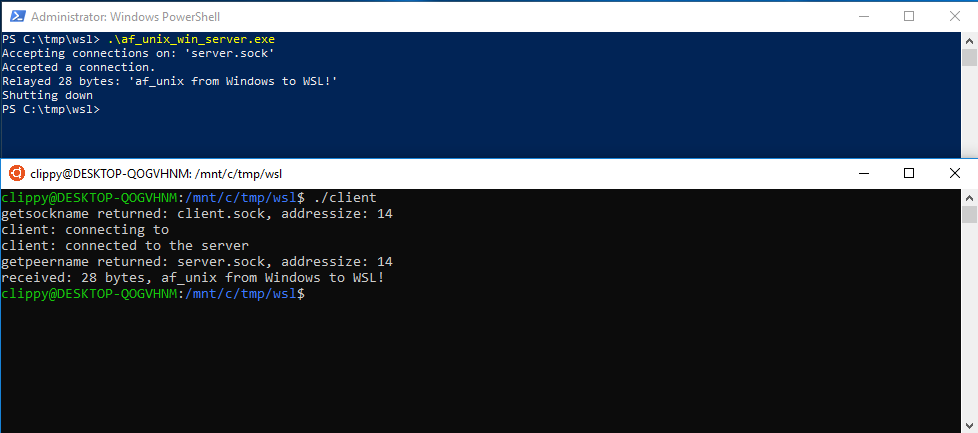 Administrator: Windows PowerShell
PS C:\tmp\wsl> .\af_unix_win_server.exe
Accepting connections on: 'server.sock'
Accepted a connection.
Relayed 28 bytes: 'af_unix from Windows to WSL!'
Shutting down
PS C:\tmp\wsl>
clippy@DESKTOP-QOGVHNM: /mnt/c/tmp/wsl
clippy@DESKTOP-QOGVHNM:/mnt/c/tmp/wsl$ ./client
getsockname returned: client.sock, addressize: 14
client: connecting to
client: connected to the server
getpeername returned: server.sock, addressize: 14
received: 28 bytes, af_unix from Windows to WSL!
clippy@DESKTOP-QOGVHNM:/mnt/c/tmp/wsl$